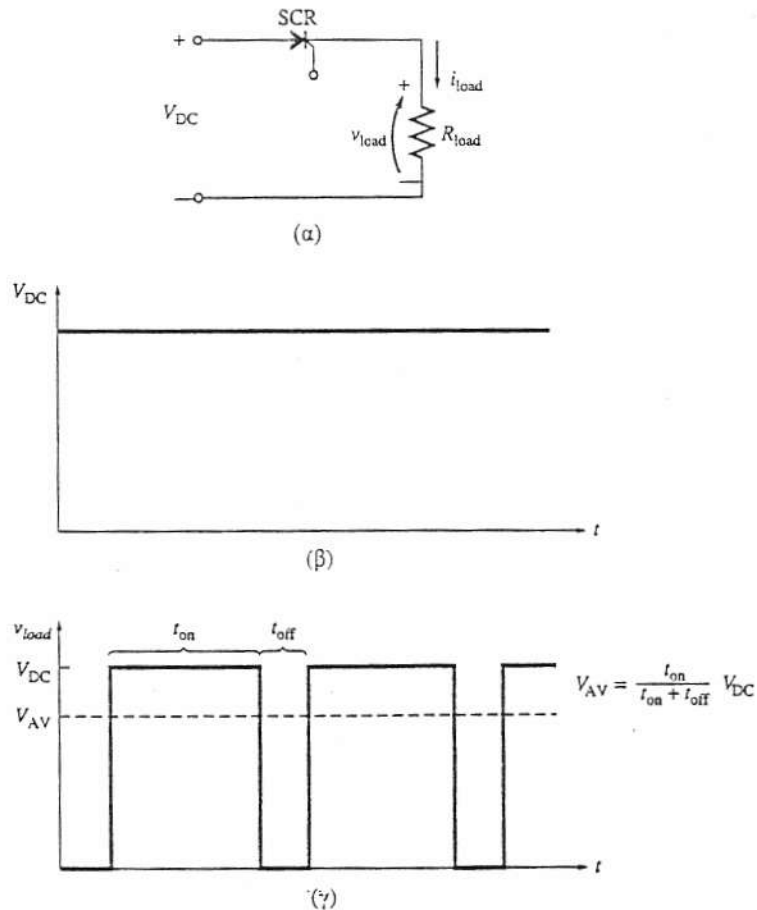 SCR
+
i_load
+
V_DC
v_load
R_load
−
−
(α)
V_DC
t
(β)
v_load
t_on
t_off
V_DC
V_AV = t_on / (t_on + t_off) V_DC
V_AV
t
(γ)